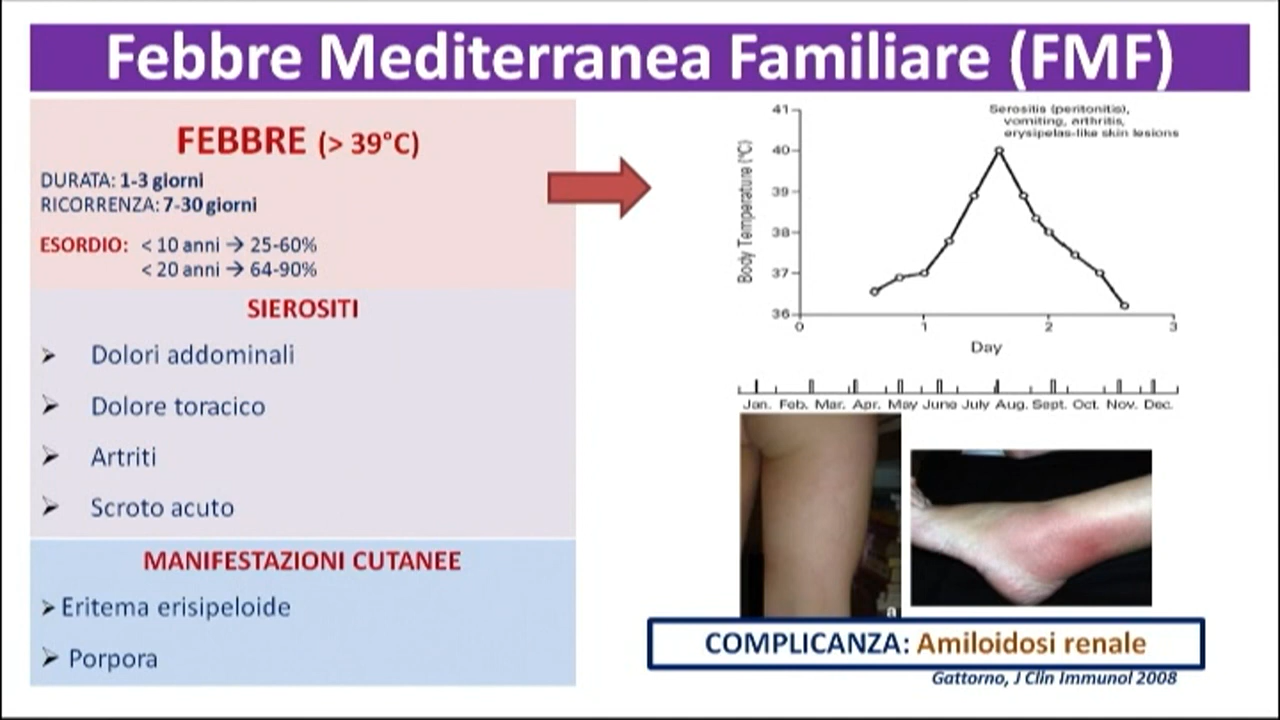 Febbre Mediterranea Familiare (FMF)
FEBBRE (> 39°C)
DURATA: 1-3 giorni
RICORRENZA: 7-30 giorni
ESORDIO: < 10 anni → 25-60%
< 20 anni → 64-90%
SIEROSITI
➢ Dolori addominali
➢ Dolore toracico
➢ Artriti
➢ Scroto acuto
MANIFESTAZIONI CUTANEE
➢ Eritema erisipeloide
➢ Porpora
Serositis (peritonitis),
vomiting, arthritis,
erysipelas-like skin lesions
Body Temperature (°C)
41
40
39
38
37
36
0 1 2 3
Day
Jan. Feb. Mar. Apr. May June July Aug. Sept. Oct. Nov. Dec.
a
COMPLICANZA: Amiloidosi renale
Gattorno, J Clin Immunol 2008